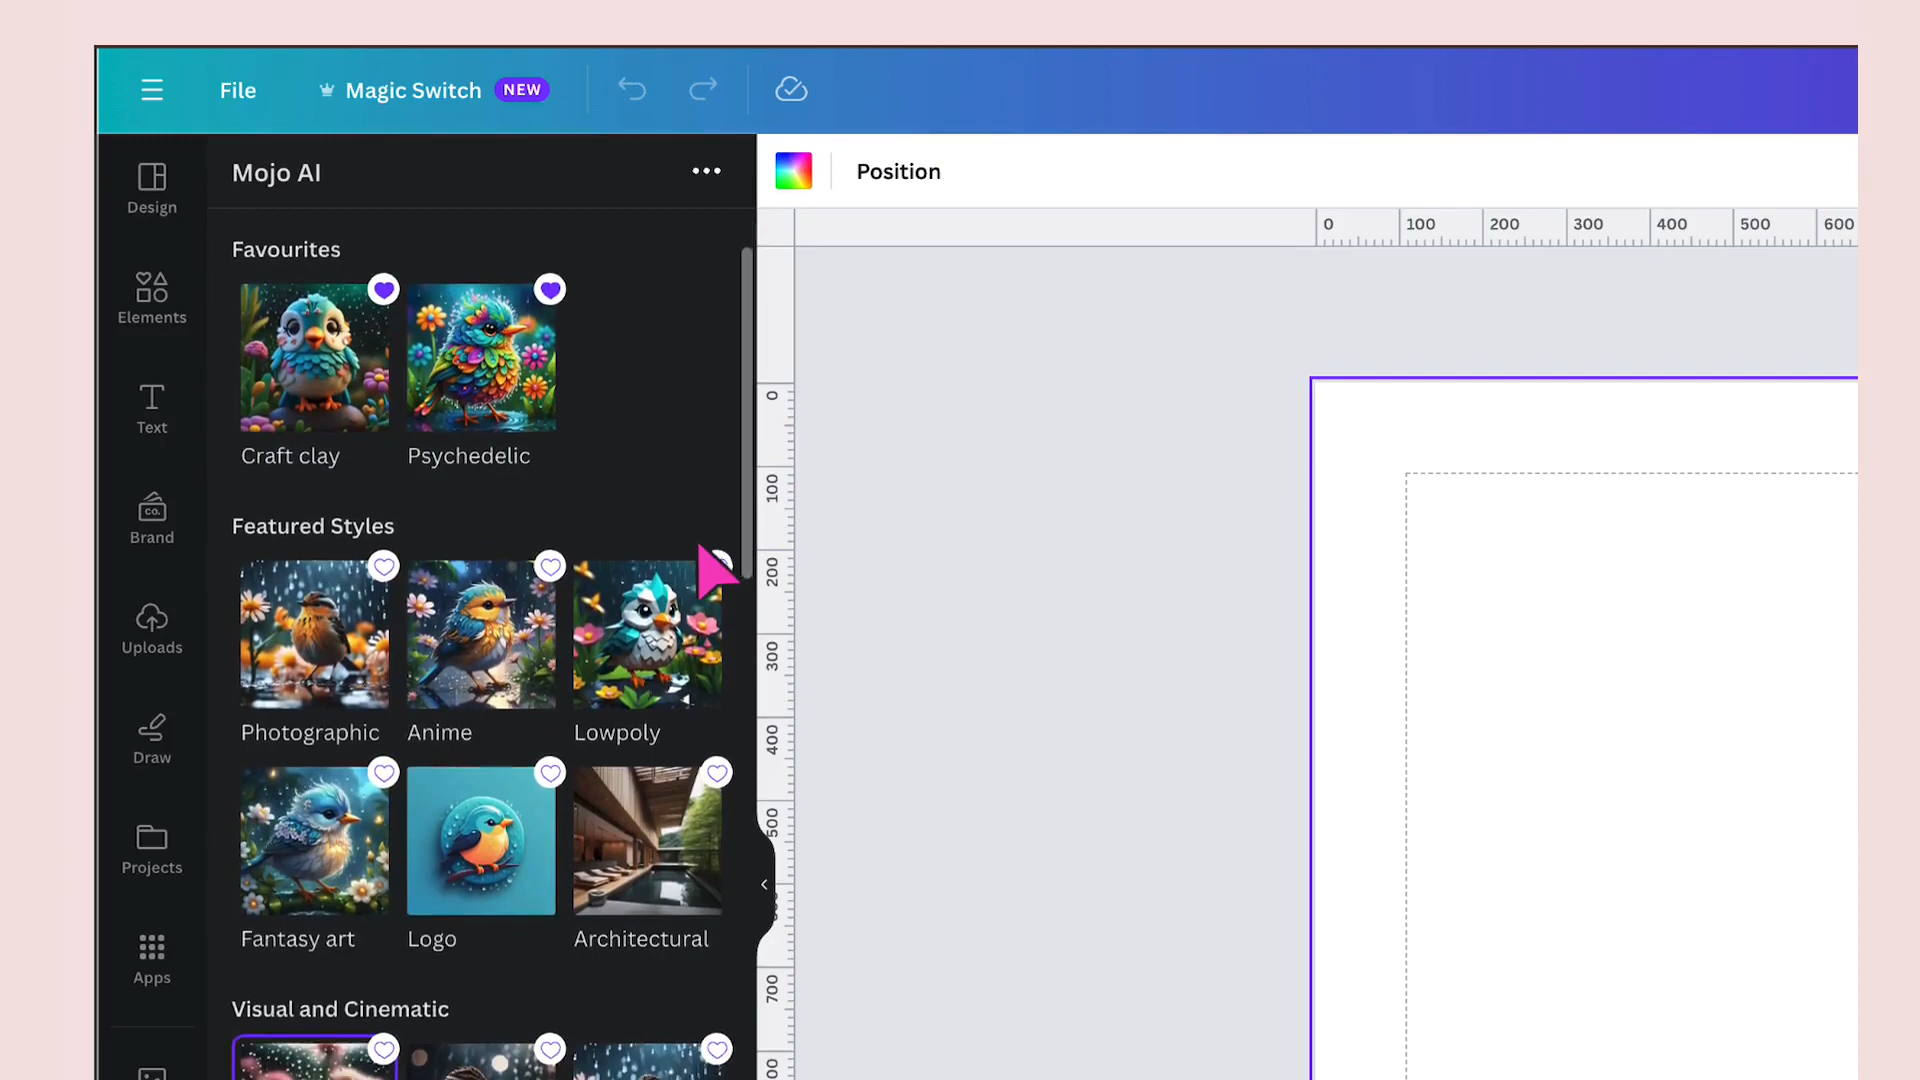 File
Magic Switch
NEW
Design
Elements
Text
co.
Brand
Uploads
Draw
Projects
Apps
Mojo AI
Favourites
Craft clay
Psychedelic
Featured Styles
Photographic
Anime
Lowpoly
Fantasy art
Logo
Architectural
Visual and Cinematic
Position
0
100
200
300
400
500
600
0
100
200
300
400
500
700